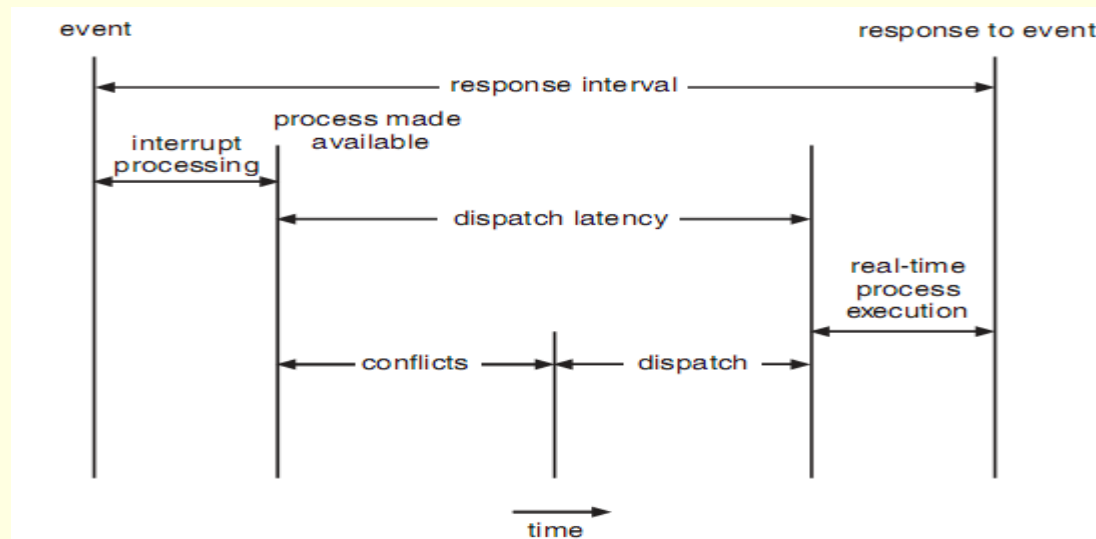 event
response to event
response interval
process made
available
interrupt
processing
dispatch latency
real-time
process
execution
conflicts
dispatch
time